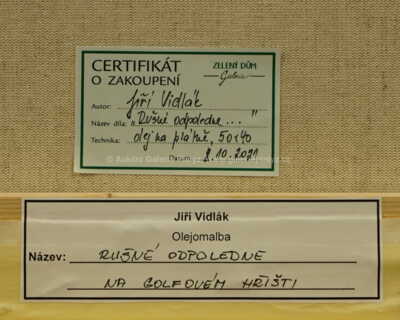 CERTIFIKÁT
O ZAKOUPENÍ
ZELENÝ DŮM
Galerie
Autor: Jiří Vidlák
Název díla: „Rušné odpoledne..."
Technika: olej na plátně, 50x40
Datum 9.10.2021
Jiří Vidlák
Olejomalba
Název: RUŠNÉ ODPOLEDNE
NA GOLFOVÉM HŘIŠTI